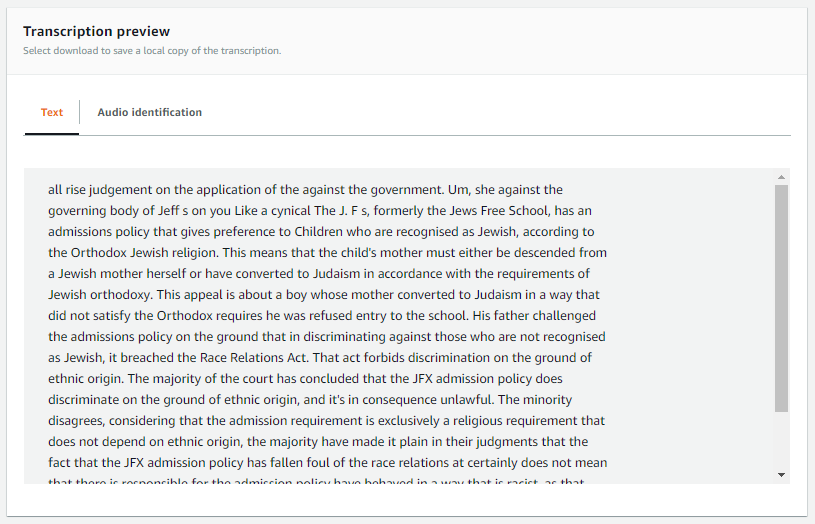 Transcription preview
Select download to save a local copy of the transcription.
Text
Audio identification
all rise judgement on the application of the against the government. Um, she against the
governing body of Jeff s on you Like a cynical The J. F s, formerly the Jews Free School, has an
admissions policy that gives preference to Children who are recognised as Jewish, according to
the Orthodox Jewish religion. This means that the child's mother must either be descended from
a Jewish mother herself or have converted to Judaism in accordance with the requirements of
Jewish orthodoxy. This appeal is about a boy whose mother converted to Judaism in a way that
did not satisfy the Orthodox requires he was refused entry to the school. His father challenged
the admissions policy on the ground that in discriminating against those who are not recognised
as Jewish, it breached the Race Relations Act. That act forbids discrimination on the ground of
ethnic origin. The majority of the court has concluded that the JFX admission policy does
discriminate on the ground of ethnic origin, and it's in consequence unlawful. The minority
disagrees, considering that the admission requirement is exclusively a religious requirement that
does not depend on ethnic origin, the majority have made it plain in their judgments that the
fact that the JFX admission policy has fallen foul of the race relations at certainly does not mean
that there is responsible for the admission policy have behaved in a way that is racist, as that